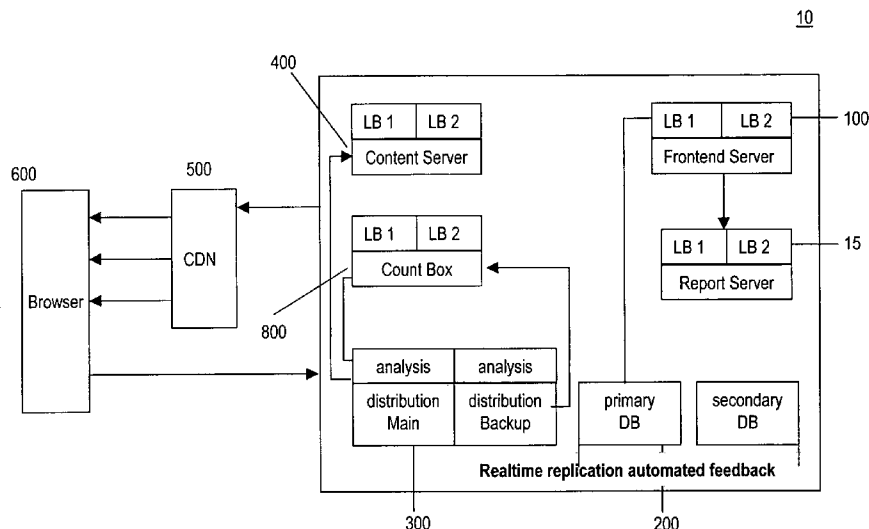 10
400
LB 1 LB 2
Content Server
LB 1 LB 2
Frontend Server
100
600
500
Browser
CDN
LB 1 LB 2
Count Box
800
LB 1 LB 2
Report Server
15
analysis analysis
distribution Main
distribution Backup
primary DB
secondary DB
Realtime replication automated feedback
300
200